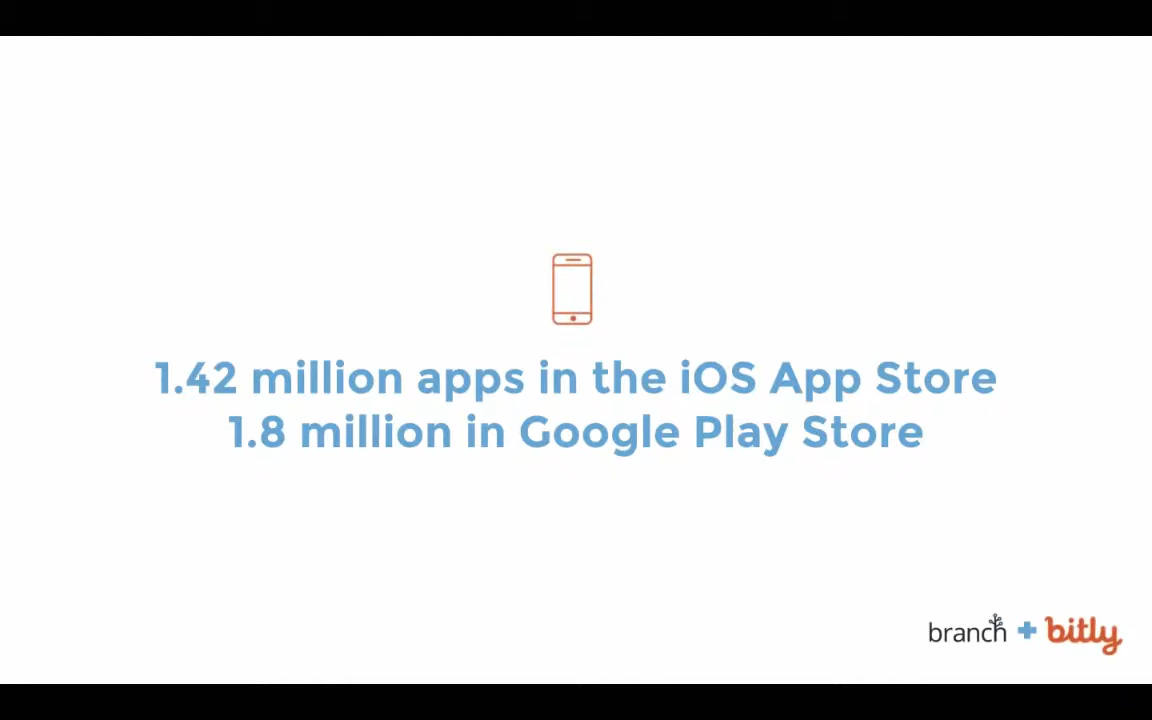 1.42 million apps in the iOS App Store
1.8 million in Google Play Store
branch + bitly